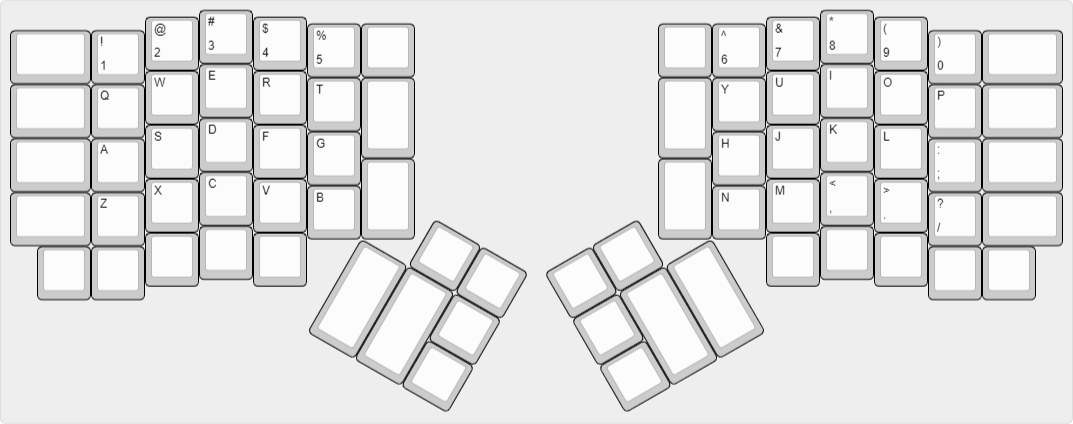 ! @ # $ % ^ & * ( )
1 2 3 4 5 6 7 8 9 0
Q W E R T Y U I O P
A S D F G H J K L :
;
Z X C V B N M < > ?
, . /